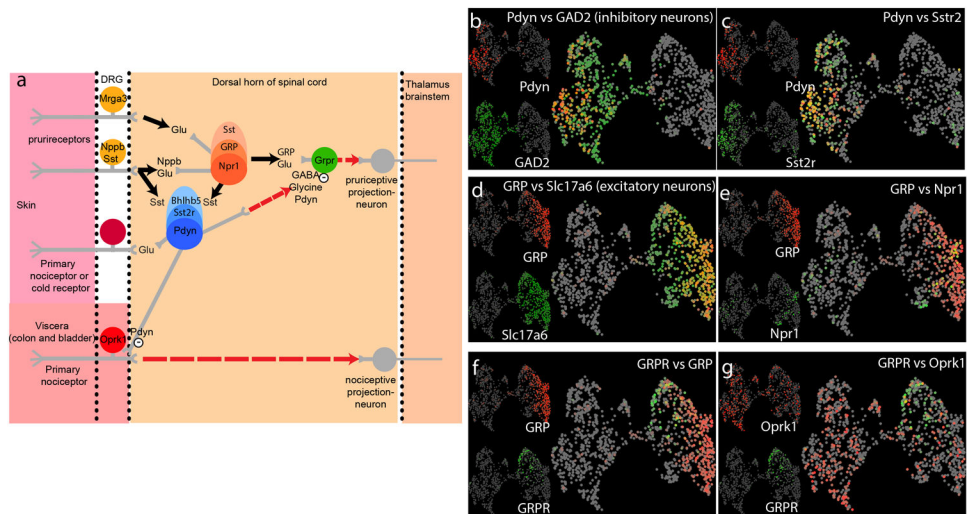 a
DRG
Dorsal horn of spinal cord
Thalamus
brainstem
Mrga3
prurireceptors
Glu
Sst
GRP
Npr1
Nppb
Sst
Nppb
Glu
GRP
Glu
Grpr
GABA
Glycine
Pdyn
pruriceptive
projection-
neuron
Skin
Sst
Bhlhb5
Sst
Sst2r
Pdyn
Glu
Primary
nociceptor or
cold receptor
Viscera
(colon and bladder)
Oprk1
Pdyn
Primary
nociceptor
nociceptive
projection-
neuron
b
Pdyn vs GAD2 (inhibitory neurons)
Pdyn
GAD2
c
Pdyn vs Sstr2
Pdyn
Sst2r
d
GRP vs Slc17a6 (excitatory neurons)
GRP
Slc17a6
e
GRP vs Npr1
GRP
Npr1
f
GRPR vs GRP
GRP
GRPR
g
GRPR vs Oprk1
Oprk1
GRPR